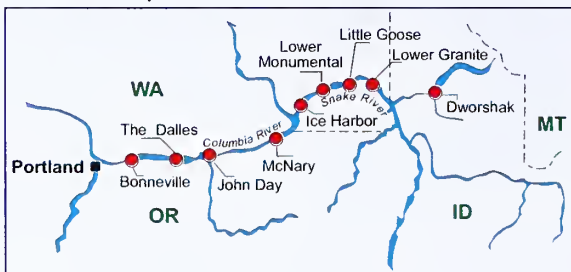 Little Goose
Lower
Monumental
Lower Granite
WA
Snake River
Ice Harbor
Dworshak
MT
The Dalles
Columbia River
McNary
Portland
Bonneville
John Day
OR
ID